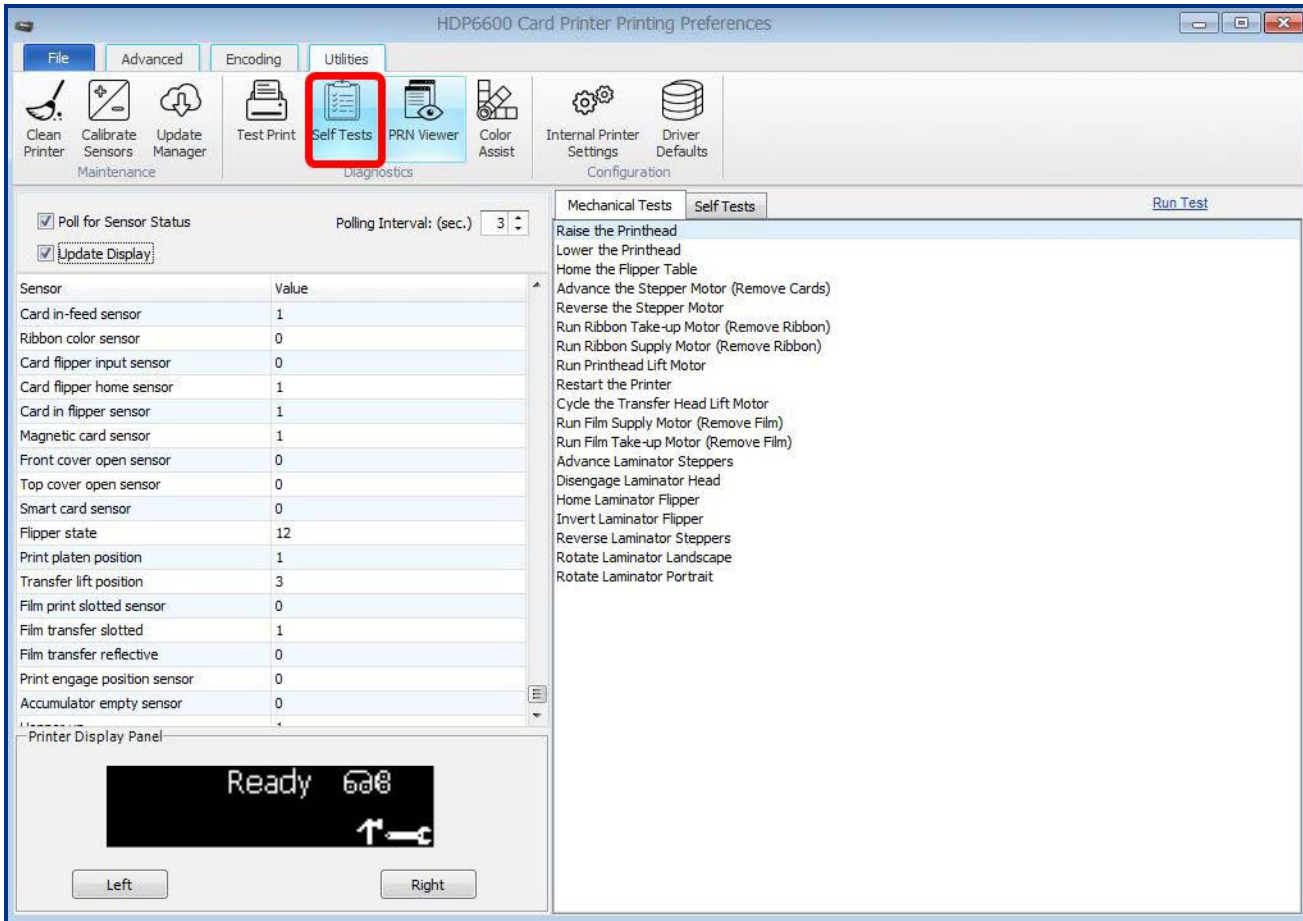 HDP6600 Card Printer Printing Preferences
File Advanced Encoding Utilities
Clean Printer
Calibrate Sensors
Update Manager
Test Print
Self Tests
PRN Viewer
Color Assist
Internal Printer Settings
Driver Defaults
Maintenance
Diagnostics
Configuration
Poll for Sensor Status
Polling Interval: (sec.) 3
Update Display
Sensor Value
Card in-feed sensor 1
Ribbon color sensor 0
Card flipper input sensor 0
Card flipper home sensor 1
Card in flipper sensor 1
Magnetic card sensor 1
Front cover open sensor 0
Top cover open sensor 0
Smart card sensor 0
Flipper state 12
Print platen position 1
Transfer lift position 3
Film print slotted sensor 0
Film transfer slotted 1
Film transfer reflective 0
Print engage position sensor 0
Accumulator empty sensor 0
Printer Display Panel
Ready
Left
Right
Mechanical Tests Self Tests Run Test
Raise the Printhead
Lower the Printhead
Home the Flipper Table
Advance the Stepper Motor (Remove Cards)
Reverse the Stepper Motor
Run Ribbon Take-up Motor (Remove Ribbon)
Run Ribbon Supply Motor (Remove Ribbon)
Run Printhead Lift Motor
Restart the Printer
Cycle the Transfer Head Lift Motor
Run Film Supply Motor (Remove Film)
Run Film Take-up Motor (Remove Film)
Advance Laminator Steppers
Disengage Laminator Head
Home Laminator Flipper
Invert Laminator Flipper
Reverse Laminator Steppers
Rotate Laminator Landscape
Rotate Laminator Portrait